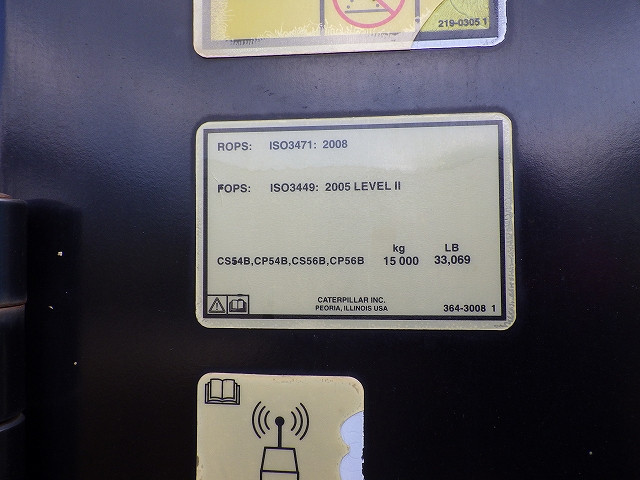 219-0305 1
ROPS: ISO3471: 2008
FOPS: ISO3449: 2005 LEVEL II
kg LB
CS54B,CP54B,CS56B,CP56B 15 000 33,069
CATERPILLAR INC.
PEORIA, ILLINOIS USA
364-3008 1